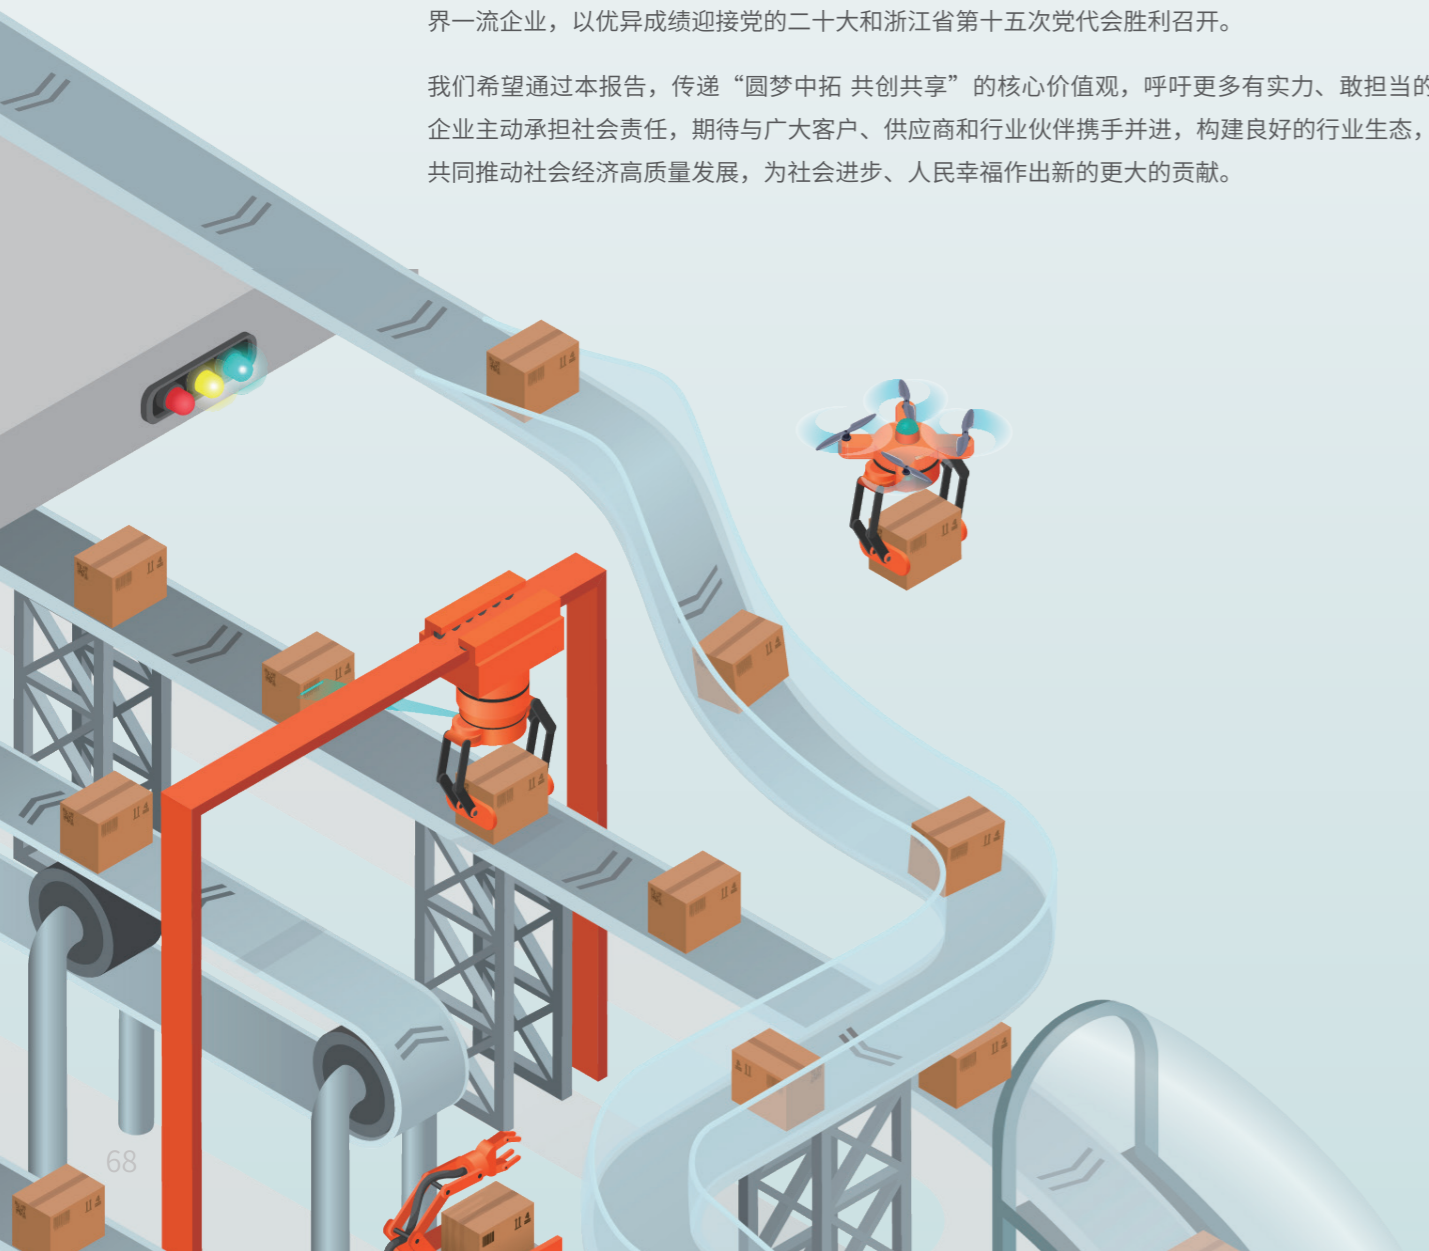 界一流企业，以优异成绩迎接党的二十大和浙江省第十五次党代会胜利召开。
我们希望通过本报告，传递“圆梦中拓 共创共享”的核心价值观，呼吁更多有实力、敢担当的
企业主动承担社会责任，期待与广大客户、供应商和行业伙伴携手并进，构建良好的行业生态，
共同推动社会经济高质量发展，为社会进步、人民幸福作出新的更大的贡献。
68